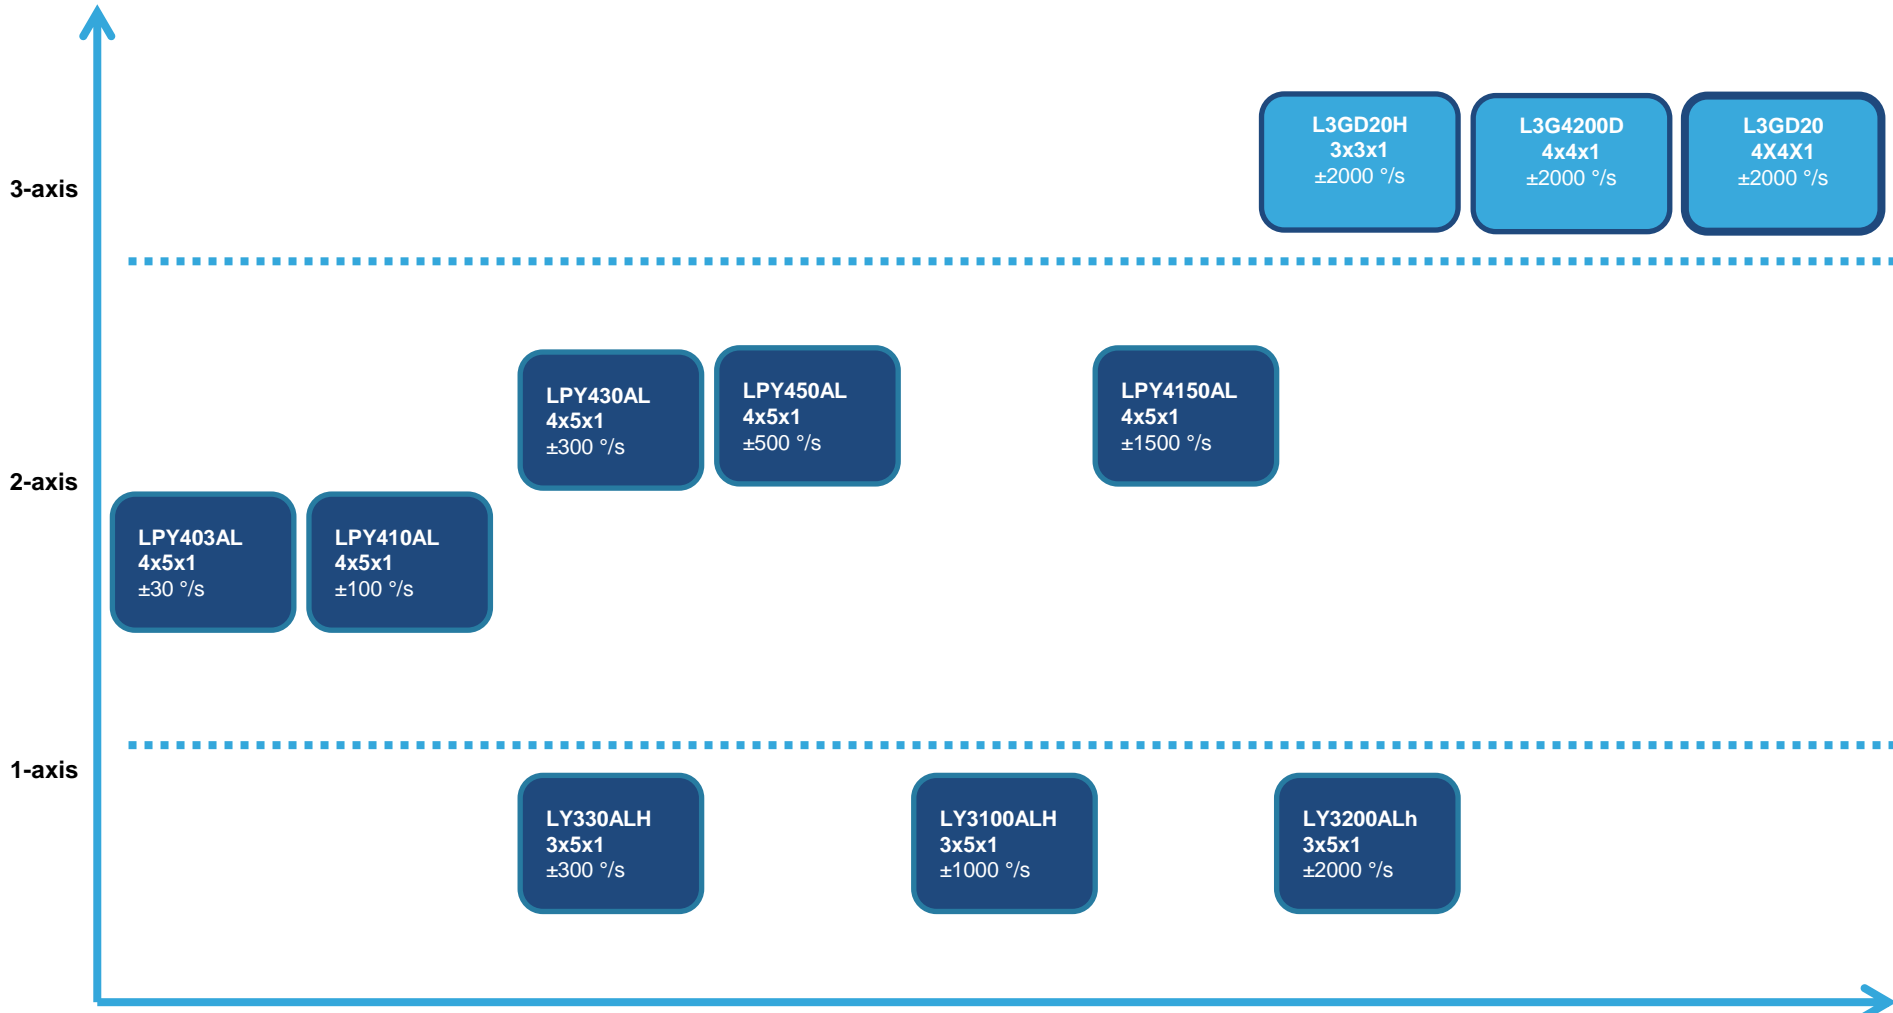 3-axis
L3GD20H
3x3x1
±2000 °/s
L3G4200D
4x4x1
±2000 °/s
L3GD20
4X4X1
±2000 °/s
2-axis
LPY430AL
4x5x1
±300 °/s
LPY450AL
4x5x1
±500 °/s
LPY4150AL
4x5x1
±1500 °/s
LPY403AL
4x5x1
±30 °/s
LPY410AL
4x5x1
±100 °/s
1-axis
LY330ALH
3x5x1
±300 °/s
LY3100ALH
3x5x1
±1000 °/s
LY3200ALh
3x5x1
±2000 °/s